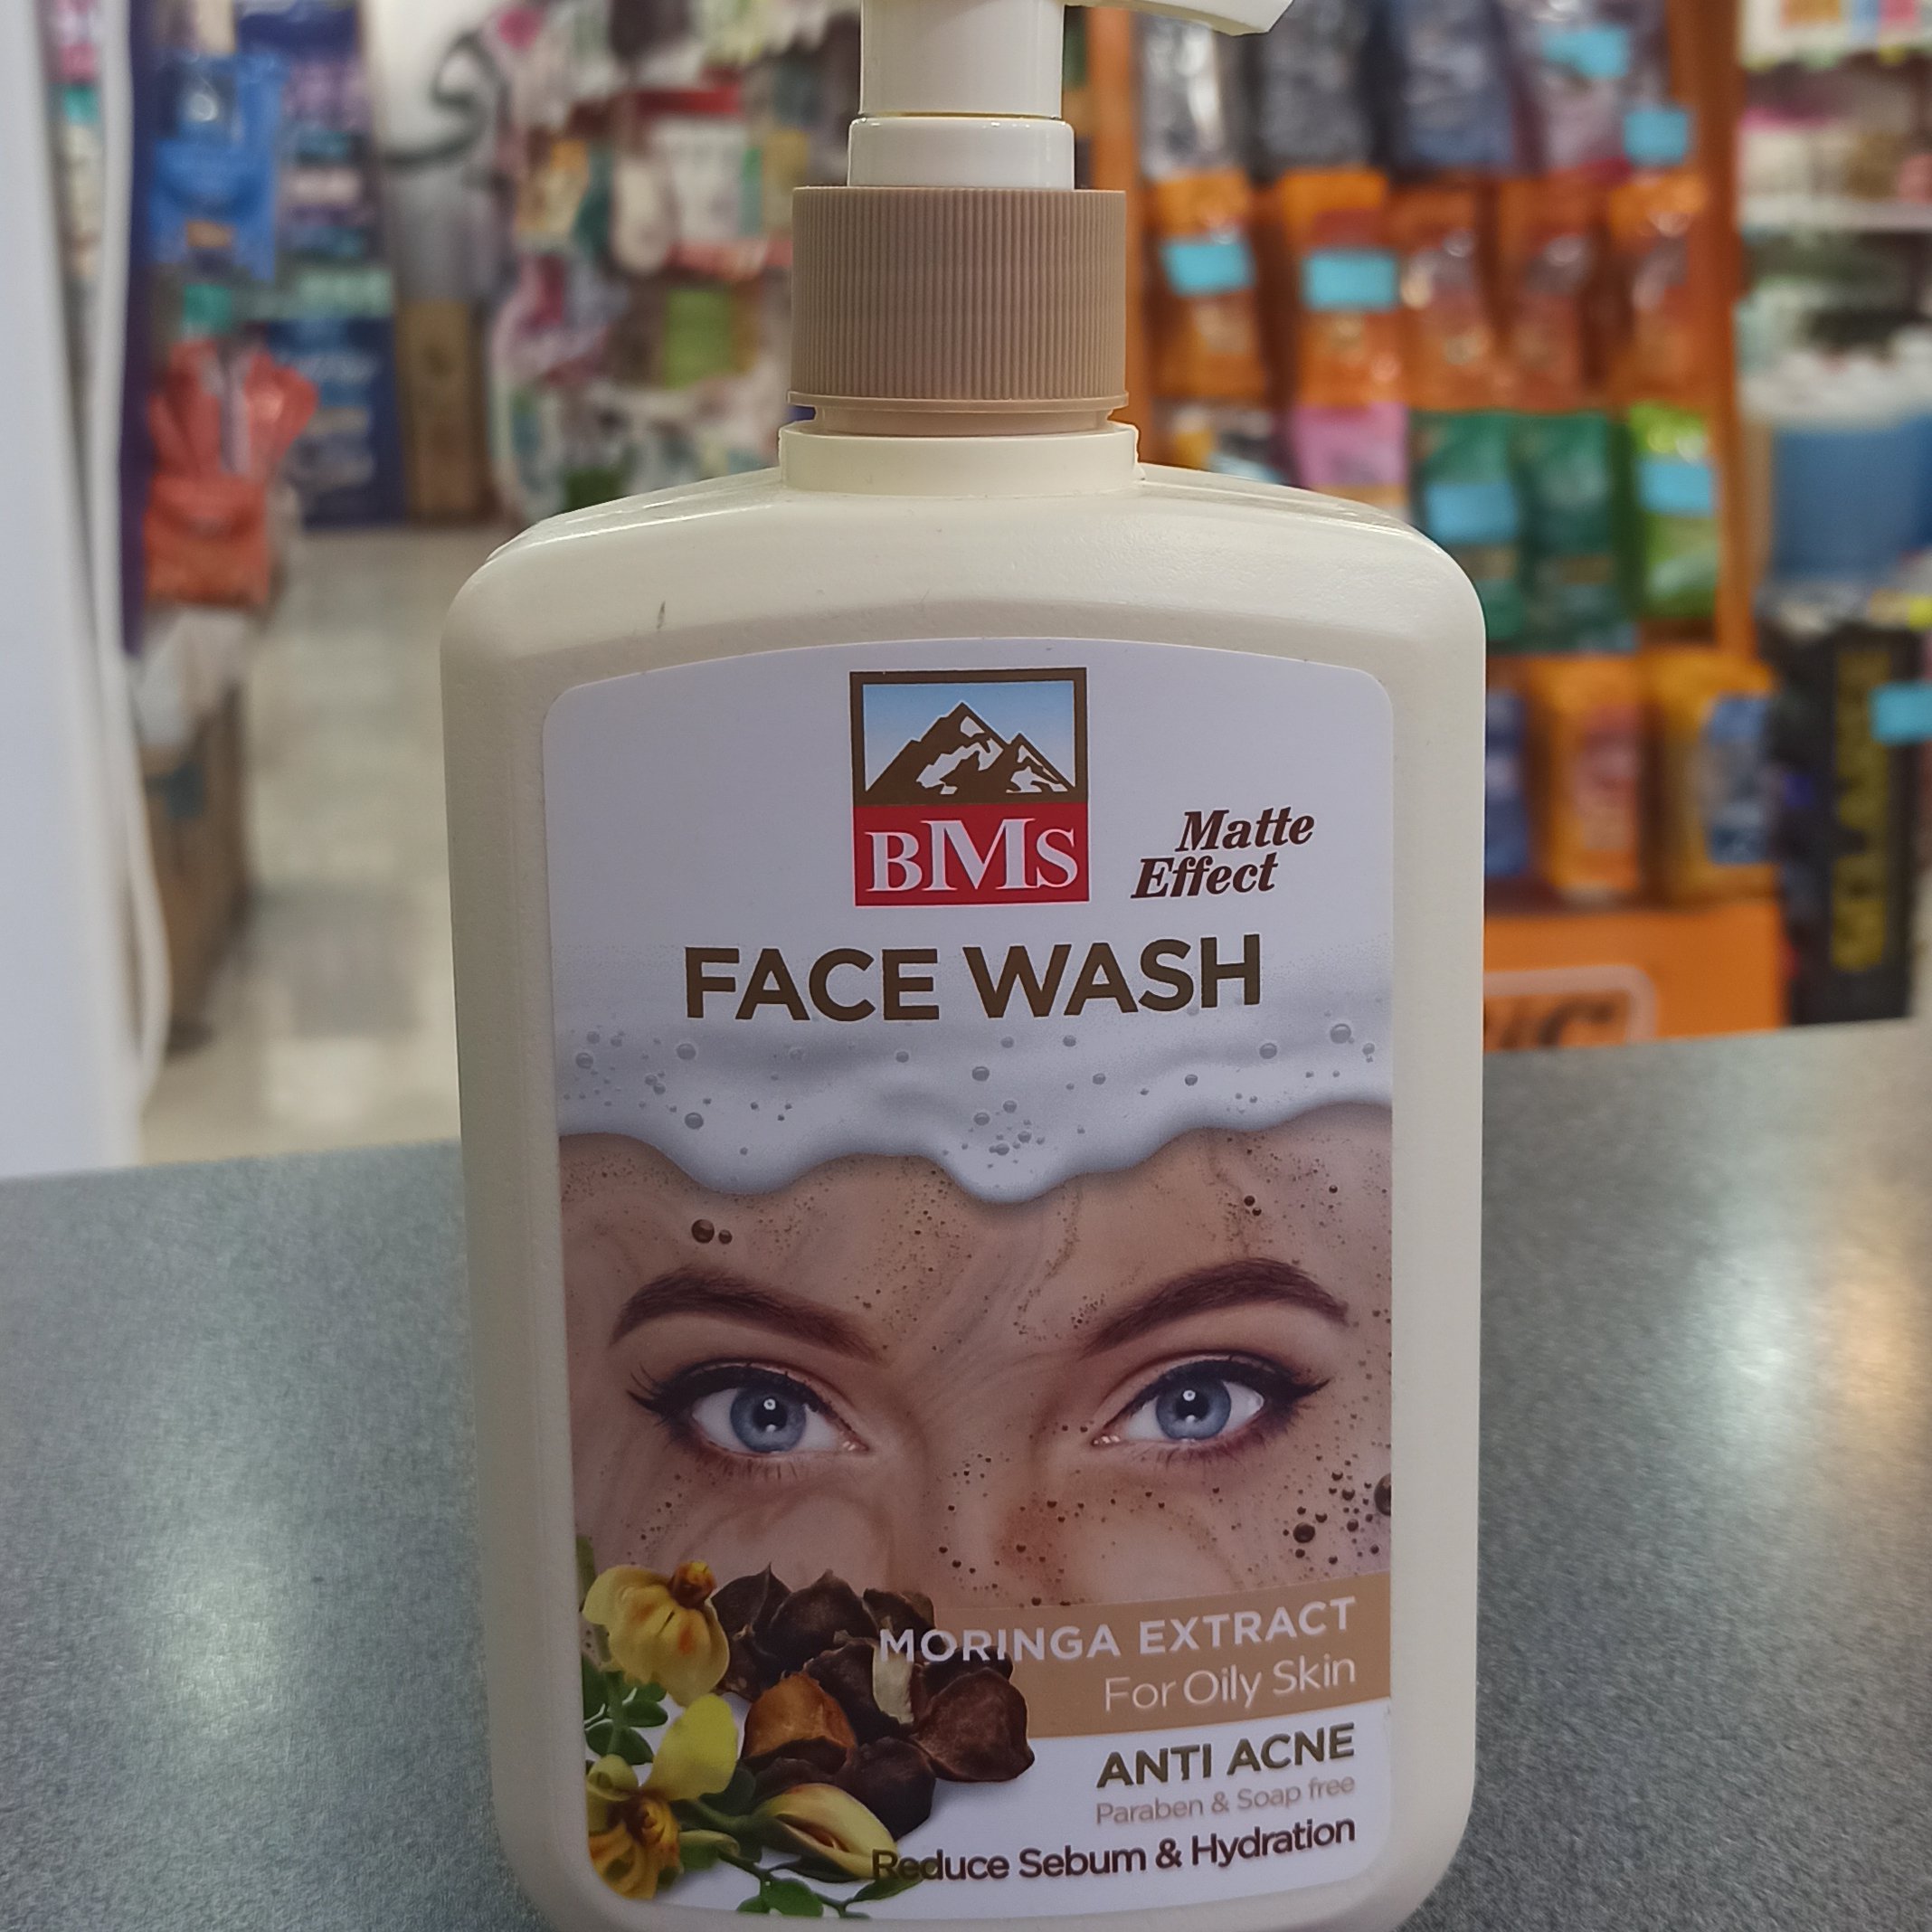 BMS
Matte
Effect
FACE WASH
MORINGA EXTRACT
For Oily Skin
ANTI ACNE
Paraben & Soap free
Reduce Sebum & Hydration